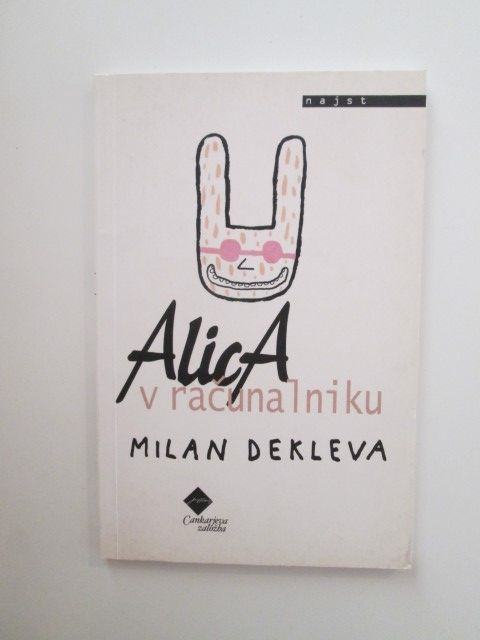 najst
AlicA
v računalniku
MILAN DEKLEVA
Cankarjeva
založba